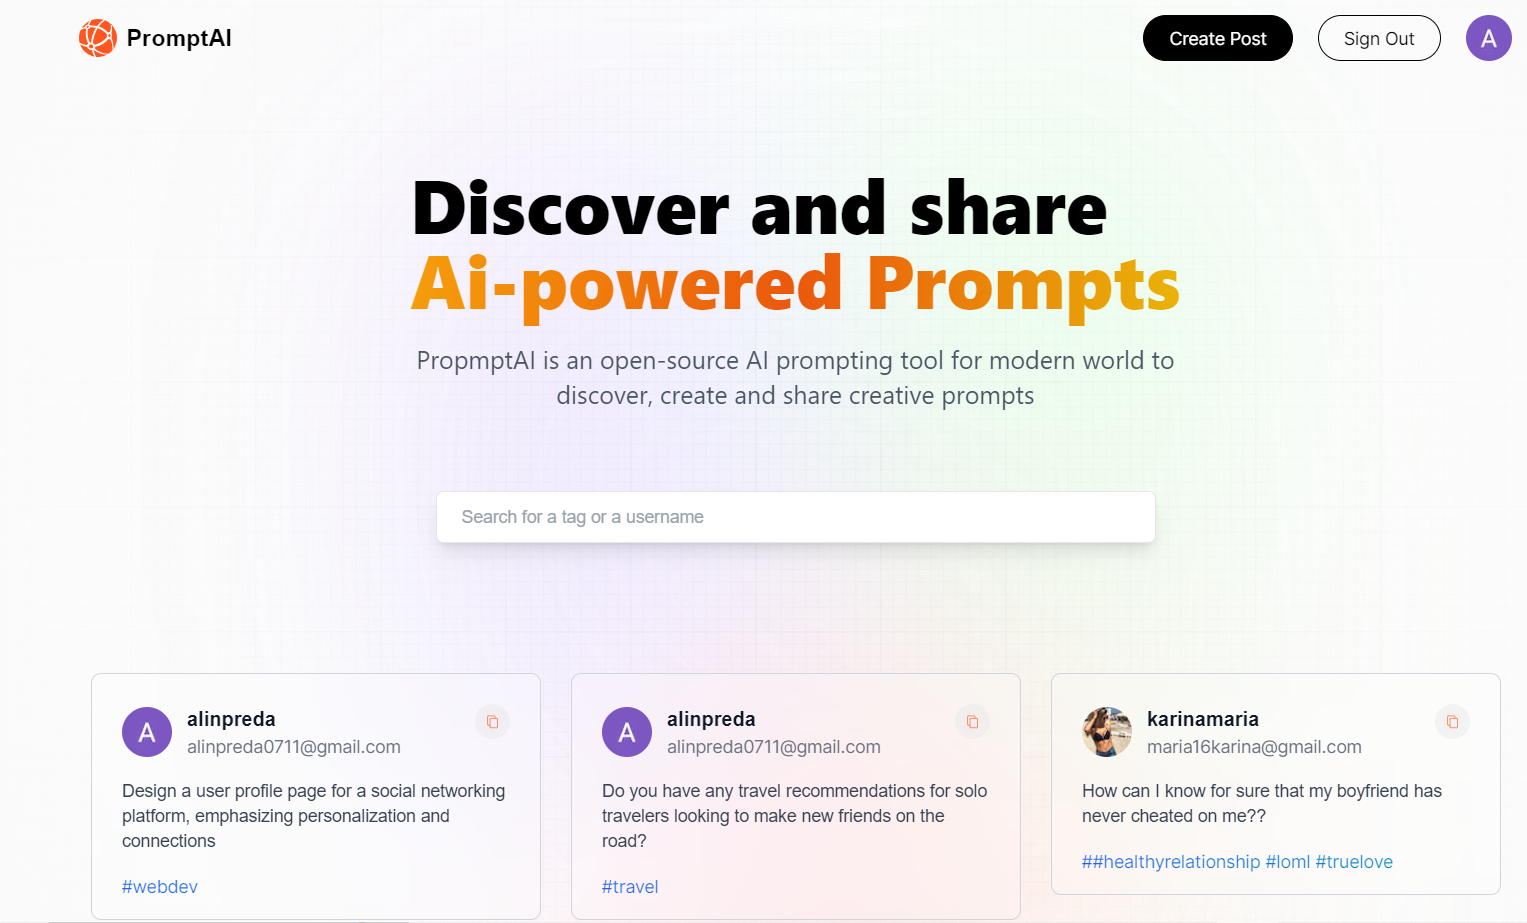 PromptAI
Create Post
Sign Out
A
Discover and share
Ai-powered Prompts
PropmptAI is an open-source AI prompting tool for modern world to
discover, create and share creative prompts
Search for a tag or a username
A
alinpreda
alinpreda0711@gmail.com
Design a user profile page for a social networking
platform, emphasizing personalization and
connections
#webdev
A
alinpreda
alinpreda0711@gmail.com
Do you have any travel recommendations for solo
travelers looking to make new friends on the
road?
#travel
karinamaria
maria16karina@gmail.com
How can I know for sure that my boyfriend has
never cheated on me??
##healthyrelationship #loml #truelove